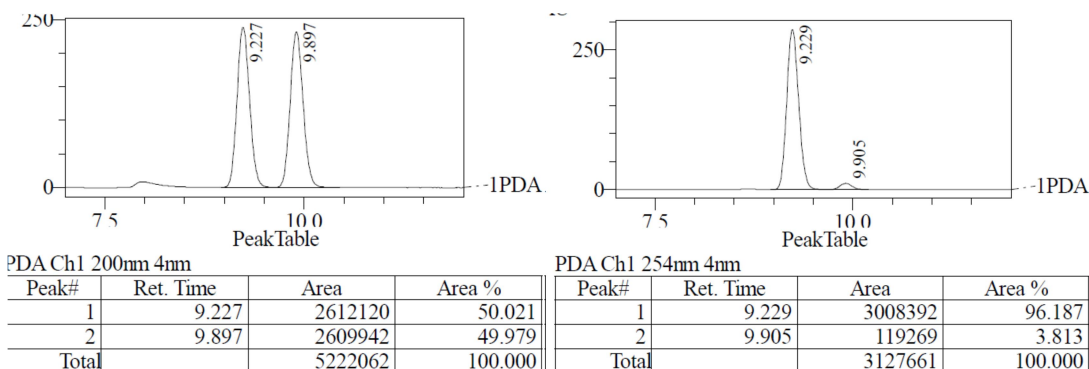 250
9.227
9.897
0
1PDA
7.5
10.0
PeakTable
PDA Ch1 200nm 4nm
Peak# Ret. Time Area Area %
1 9.227 2612120 50.021
2 9.897 2609942 49.979
Total 5222062 100.000
250
9.229
9.905
0
1PDA
7.5
10.0
PeakTable
PDA Ch1 254nm 4nm
Peak# Ret. Time Area Area %
1 9.229 3008392 96.187
2 9.905 119269 3.813
Total 3127661 100.000